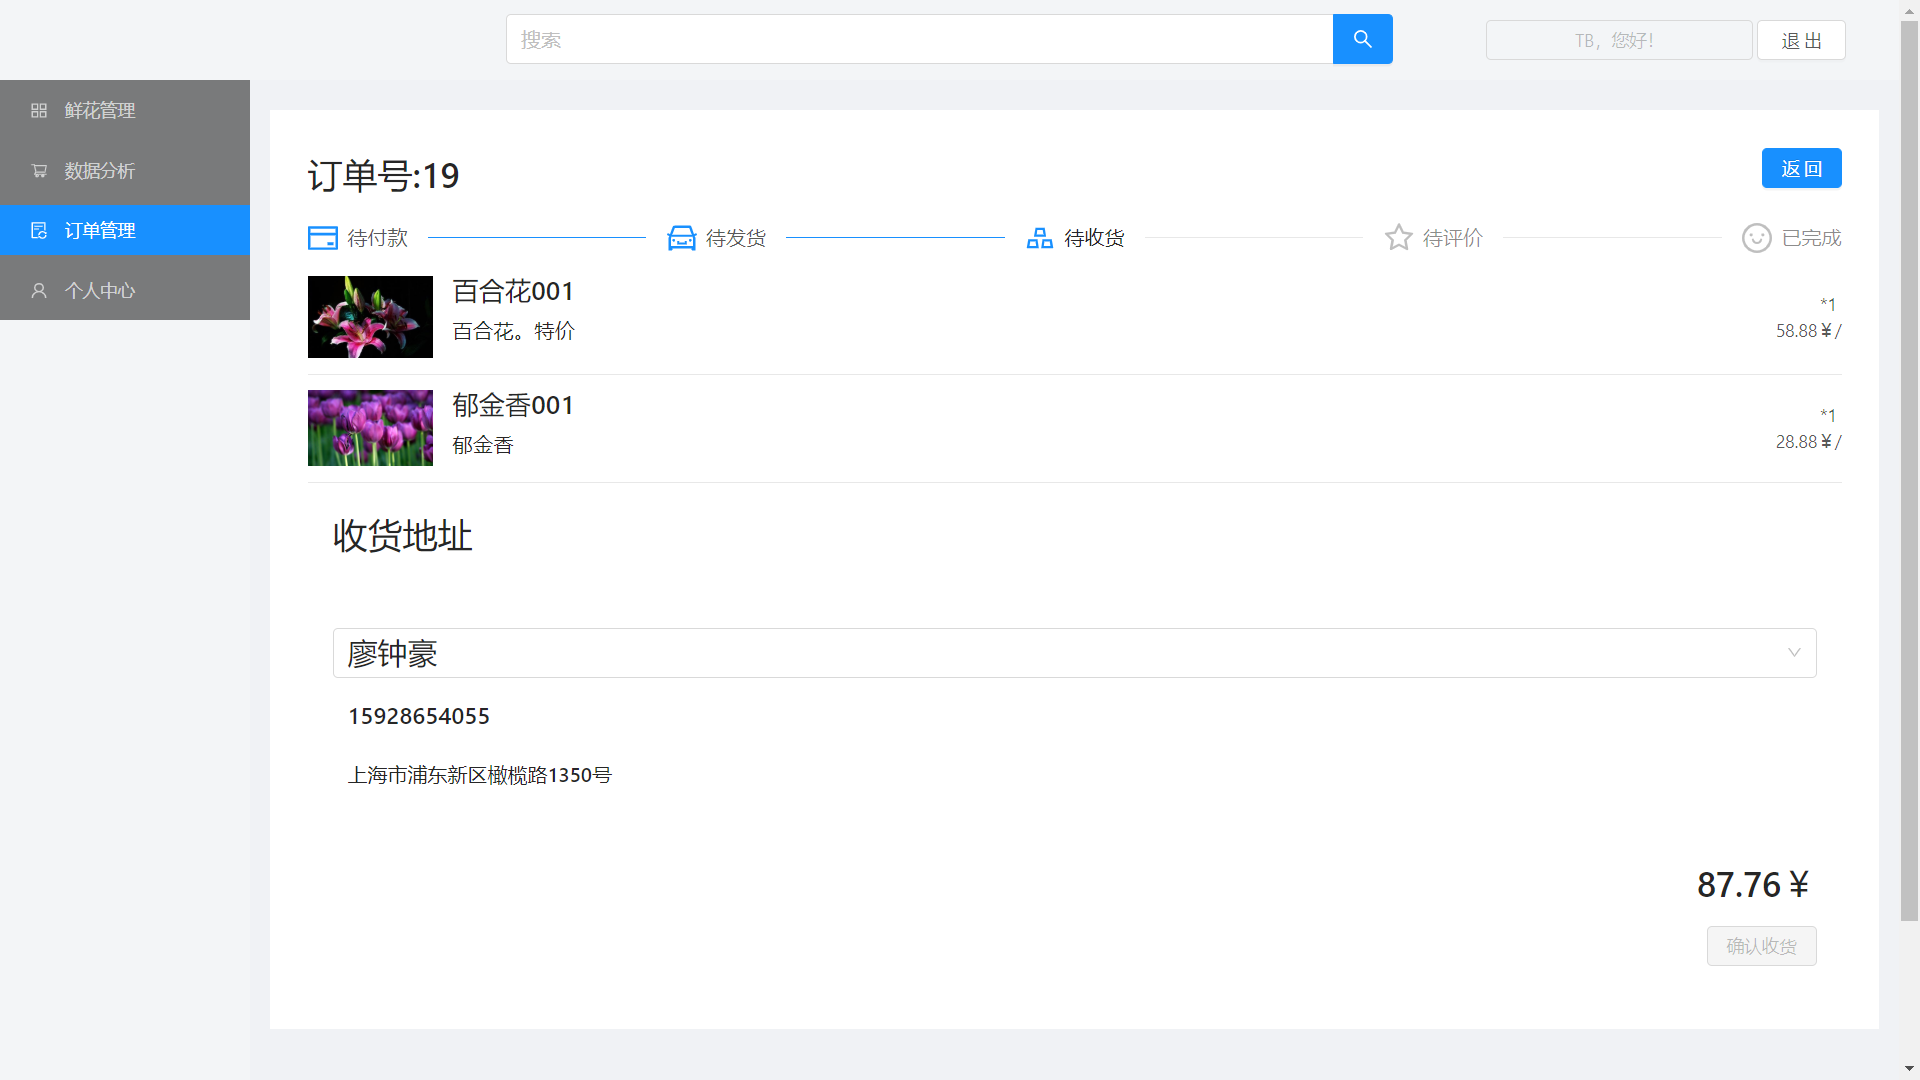 搜索
TB，您好!
退 出
鲜花管理
数据分析
订单管理
个人中心
订单号:19
返 回
待付款
待发货
待收货
待评价
已完成
百合花001
百合花。特价
*1
58.88￥/
郁金香001
郁金香
*1
28.88￥/
收货地址
廖钟豪
15928654055
上海市浦东新区橄榄路1350号
87.76￥
确认收货